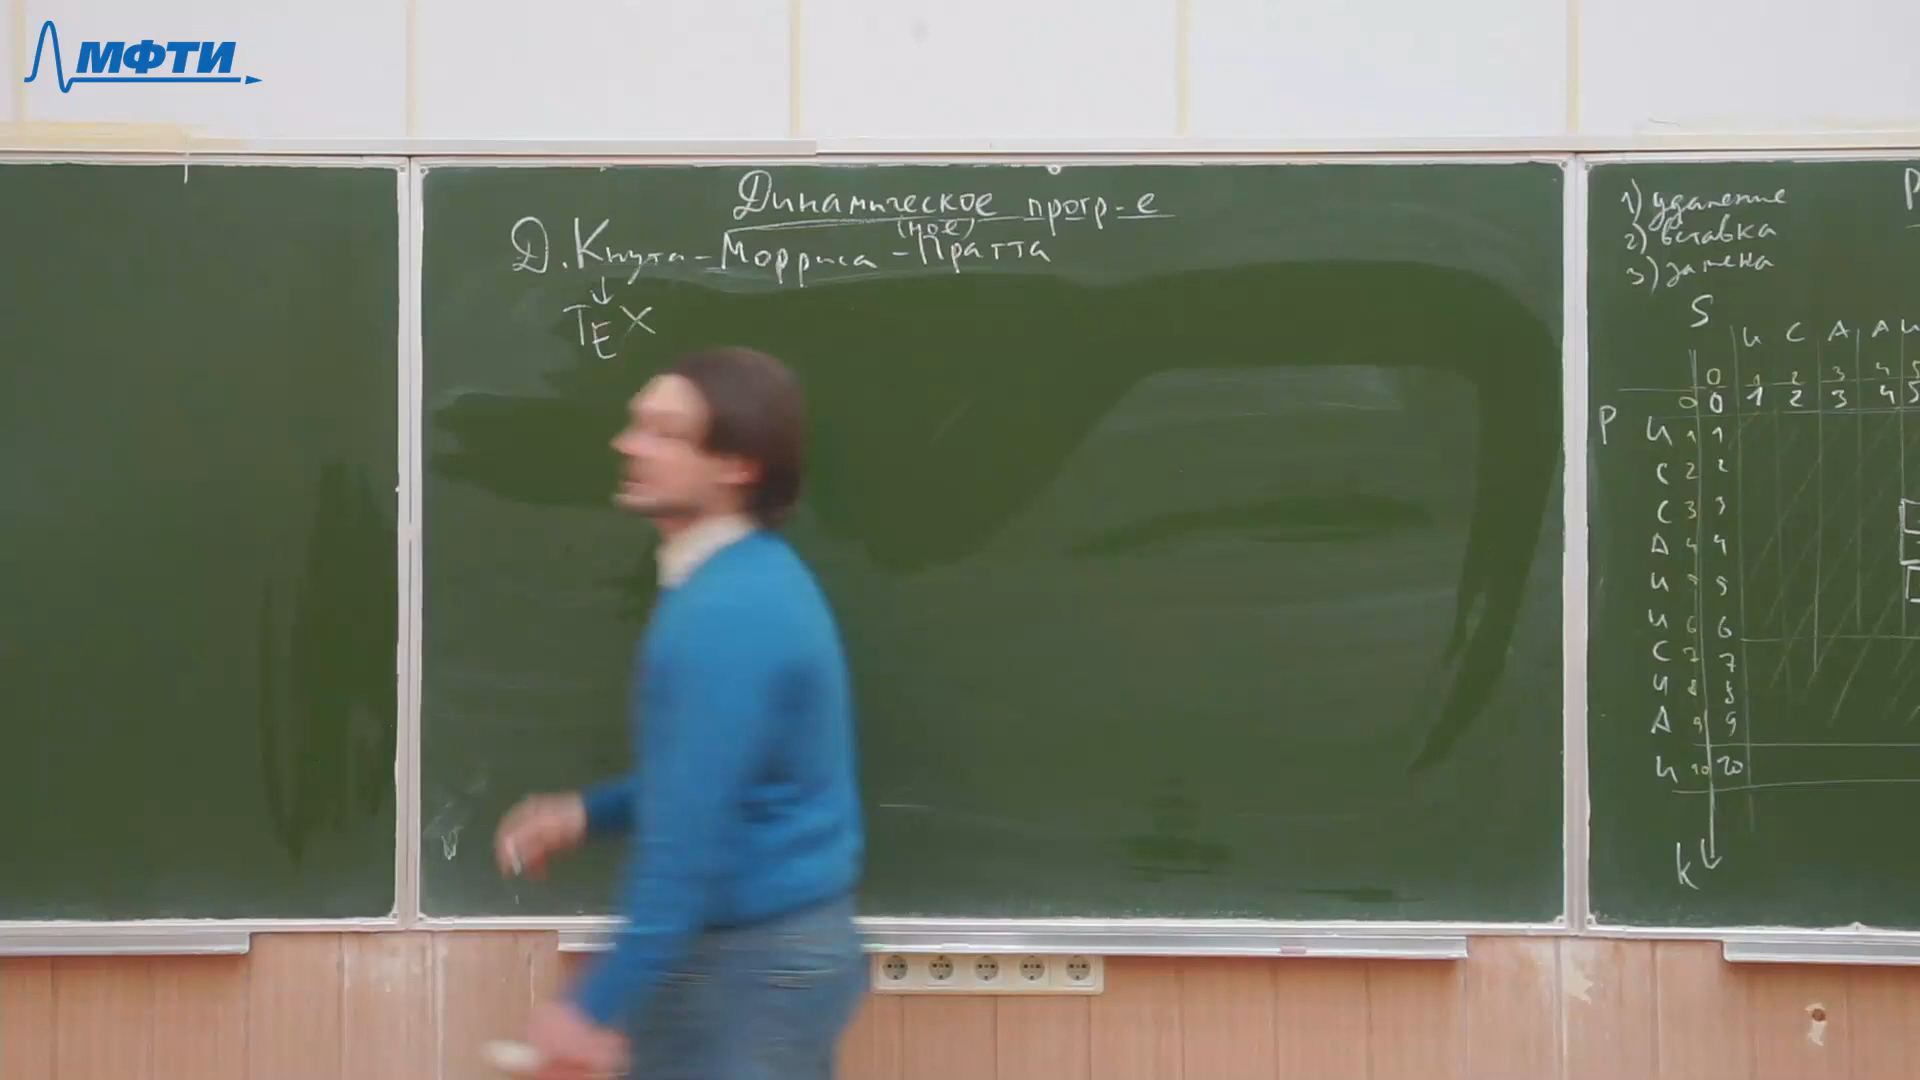 МФТИ
Динамическое прогр-е
(ное)
Д. Кнута - Морриса - Пратта
↓
TEX
1) удаление
2) вставка
3) замена
S
И С А А И
0 1 2 3 4 5
0 0 1 2 3 4 5
P И 1 1
С 2 2
С 3 3
А 4 4
И 5 5
И 6 6
С 7 7
И 8 8
А 9 9
И 10 10
k